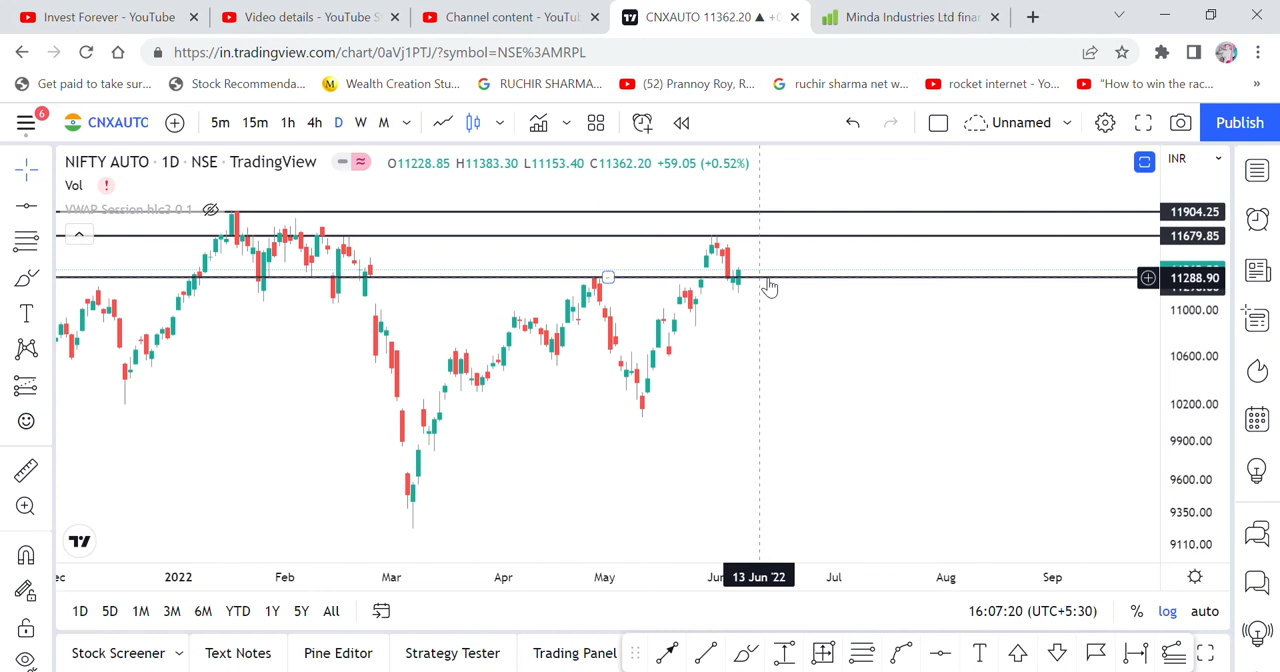 Invest Forever - YouTube
Video details - YouTube S
Channel content - YouTu
CNXAUTO 11362.20 ▲ +0
Minda Industries Ltd finar
https://in.tradingview.com/chart/0aVj1PTJ/?symbol=NSE%3AMRPL
Get paid to take sur...
Stock Recommenda...
Wealth Creation Stu...
RUCHIR SHARMA...
(52) Prannoy Roy, R...
ruchir sharma net w...
rocket internet - Yo...
"How to win the rac...
»
6
CNXAUTO
5m 15m 1h 4h D W M
Unnamed
Publish
NIFTY AUTO · 1D · NSE · TradingView
O11228.85 H11383.30 L11153.40 C11362.20 +59.05 (+0.52%)
INR
Vol
VWAP Session hlc3 0 1
11904.25
11679.85
11288.90
11000.00
10600.00
10200.00
9900.00
9600.00
9350.00
9110.00
2022 Feb Mar Apr May Jun 13 Jun '22 Jul Aug Sep
1D 5D 1M 3M 6M YTD 1Y 5Y All
16:07:20 (UTC+5:30)
% log auto
Stock Screener
Text Notes
Pine Editor
Strategy Tester
Trading Panel